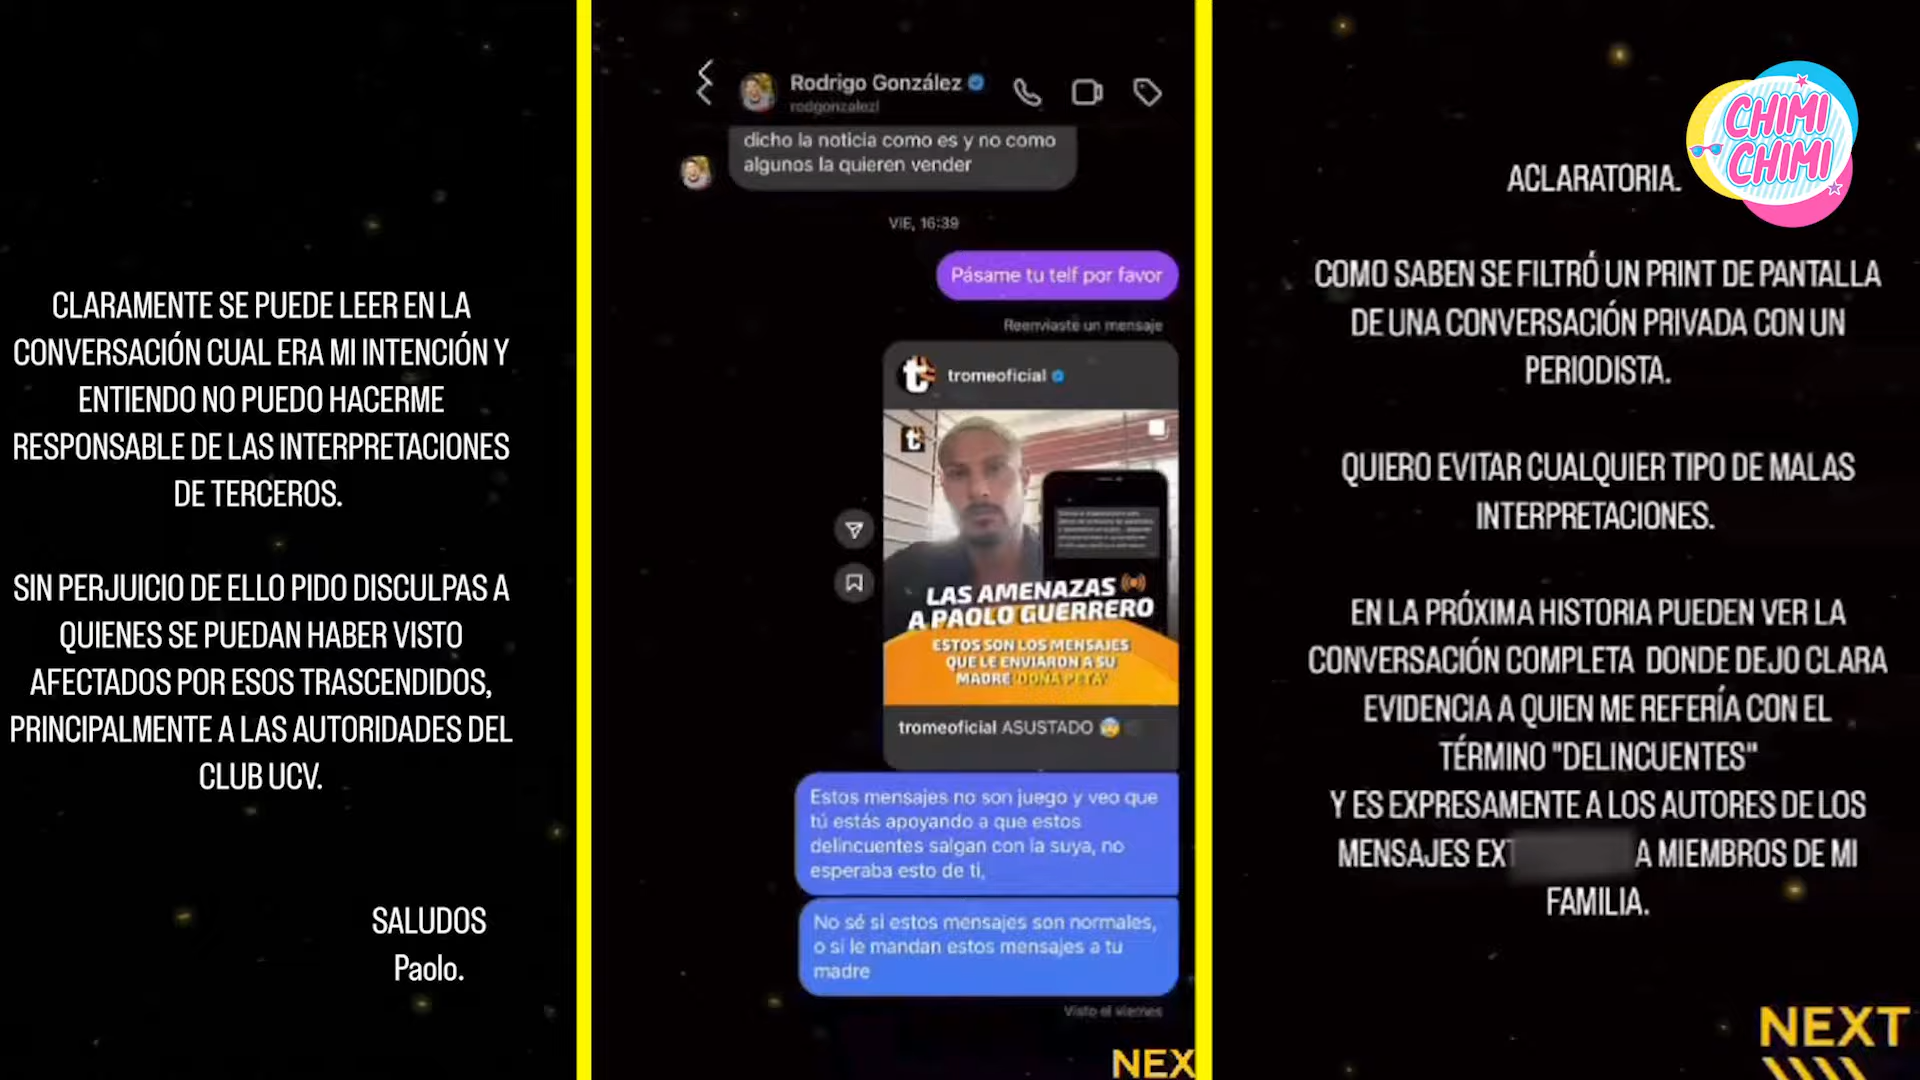 CLARAMENTE SE PUEDE LEER EN LA
CONVERSACIÓN CUAL ERA MI INTENCIÓN Y
ENTIENDO NO PUEDO HACERME
RESPONSABLE DE LAS INTERPRETACIONES
DE TERCEROS.
SIN PERJUICIO DE ELLO PIDO DISCULPAS A
QUIENES SE PUEDAN HABER VISTO
AFECTADOS POR ESOS TRASCENDIDOS,
PRINCIPALMENTE A LAS AUTORIDADES DEL
CLUB UCV.
SALUDOS
Paolo.
Rodrigo González
rodgonzalezl
dicho la noticia como es y no como
algunos la quieren vender
VIE, 16:39
Pásame tu telf por favor
Reenviaste un mensaje
tromeoficial
LAS AMENAZAS
A PAOLO GUERRERO
ESTOS SON LOS MENSAJES
QUE LE ENVIARON A SU
MADRE 'DOÑA PETA'
tromeoficial ASUSTADO
Estos mensajes no son juego y veo que
tú estás apoyando a que estos
delincuentes salgan con la suya, no
esperaba esto de ti,
No sé si estos mensajes son normales,
o si le mandan estos mensajes a tu
madre
Visto el viernes
NEX
CHIMI
CHIMI
ACLARATORIA.
COMO SABEN SE FILTRÓ UN PRINT DE PANTALLA
DE UNA CONVERSACIÓN PRIVADA CON UN
PERIODISTA.
QUIERO EVITAR CUALQUIER TIPO DE MALAS
INTERPRETACIONES.
EN LA PRÓXIMA HISTORIA PUEDEN VER LA
CONVERSACIÓN COMPLETA DONDE DEJO CLARA
EVIDENCIA A QUIEN ME REFERÍA CON EL
TÉRMINO "DELINCUENTES"
Y ES EXPRESAMENTE A LOS AUTORES DE LOS
MENSAJES EXT A MIEMBROS DE MI
FAMILIA.
NEXT